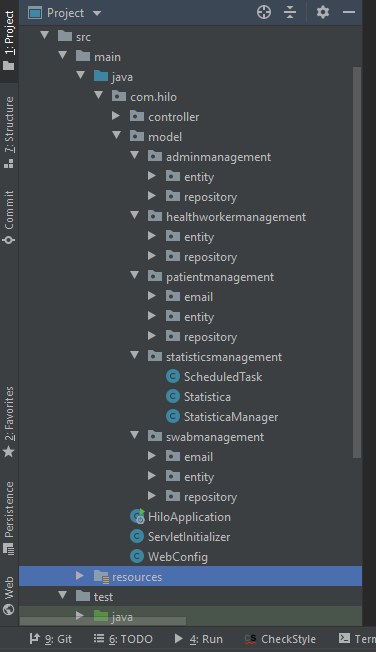 Project
src
main
java
com.hilo
controller
model
adminmanagement
entity
repository
healthworkermanagement
entity
repository
patientmanagement
email
entity
repository
statisticsmanagement
ScheduledTask
Statistica
StatisticaManager
swabmanagement
email
entity
repository
HiloApplication
ServletInitializer
WebConfig
resources
test
java
1: Project
7: Structure
Commit
2: Favorites
Persistence
Web
9: Git 6: TODO 4: Run CheckStyle Term